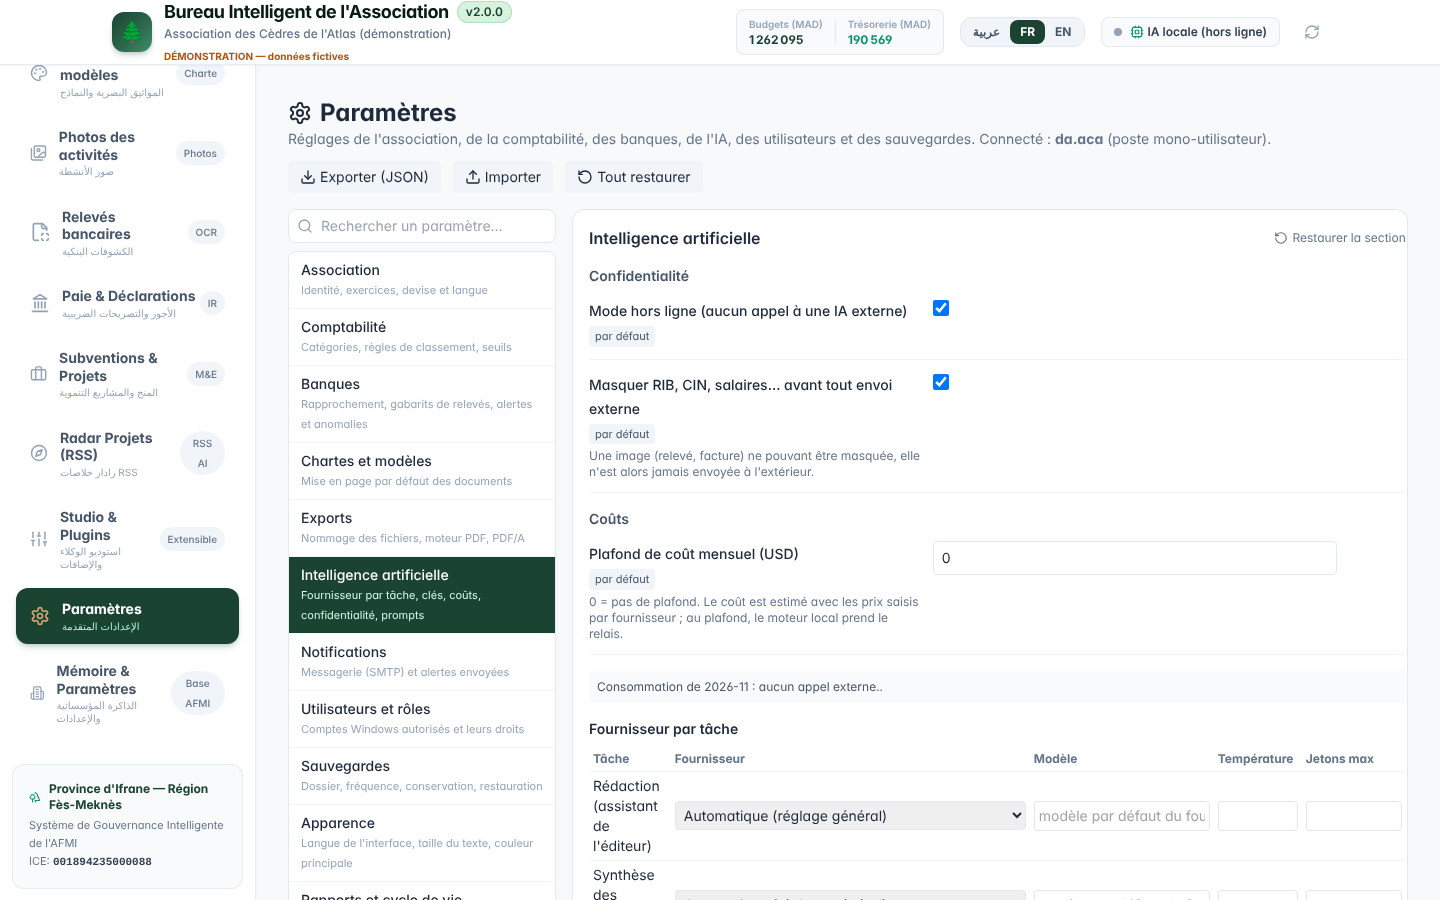 Bureau Intelligent de l'Association v2.0.0
Association des Cèdres de l'Atlas (démonstration)
DÉMONSTRATION — données fictives
Budgets (MAD)
1 262 095
Trésorerie (MAD)
190 569
عربية
FR
EN
IA locale (hors ligne)
modèles
Charte
المواثيق البصرية والنماذج
Photos des
activités
Photos
صور الأنشطة
Relevés
bancaires
OCR
الكشوفات البنكية
Paie & Déclarations
IR
الأجور والتصريحات الضريبية
Subventions &
Projets
M&E
المنح والمشاريع التنموية
Radar Projets
(RSS)
RSS
AI
رادار خلاصات RSS
Studio &
Plugins
Extensible
استوديو الوكلاء
والإضافات
Paramètres
الإعدادات المتقدمة
Mémoire &
Paramètres
Base
AFMI
الذاكرة المؤسساتية
والإعدادات
Province d'Ifrane — Région
Fès-Meknès
Système de Gouvernance Intelligente
de l'AFMI
ICE: 001894235000088
Paramètres
Réglages de l'association, de la comptabilité, des banques, de l'IA, des utilisateurs et des sauvegardes. Connecté : da.aca (poste mono-utilisateur).
Exporter (JSON)
Importer
Tout restaurer
Rechercher un paramètre...
Association
Identité, exercices, devise et langue
Comptabilité
Catégories, règles de classement, seuils
Banques
Rapprochement, gabarits de relevés, alertes
et anomalies
Chartes et modèles
Mise en page par défaut des documents
Exports
Nommage des fichiers, moteur PDF, PDF/A
Intelligence artificielle
Fournisseur par tâche, clés, coûts,
confidentialité, prompts
Notifications
Messagerie (SMTP) et alertes envoyées
Utilisateurs et rôles
Comptes Windows autorisés et leurs droits
Sauvegardes
Dossier, fréquence, conservation, restauration
Apparence
Langue de l'interface, taille du texte, couleur
principale
Rapports et cycle de vie
Intelligence artificielle
Restaurer la section
Confidentialité
Mode hors ligne (aucun appel à une IA externe)
par défaut
Masquer RIB, CIN, salaires... avant tout envoi
externe
par défaut
Une image (relevé, facture) ne pouvant être masquée, elle
n'est alors jamais envoyée à l'extérieur.
Coûts
Plafond de coût mensuel (USD)
0
par défaut
0 = pas de plafond. Le coût est estimé avec les prix saisis
par fournisseur ; au plafond, le moteur local prend le
relais.
Consommation de 2026-11 : aucun appel externe..
Fournisseur par tâche
Tâche
Fournisseur
Modèle
Température
Jetons max
Rédaction
(assistant
de
l'éditeur)
Automatique (réglage général)
modèle par défaut du fou
Synthèse
des